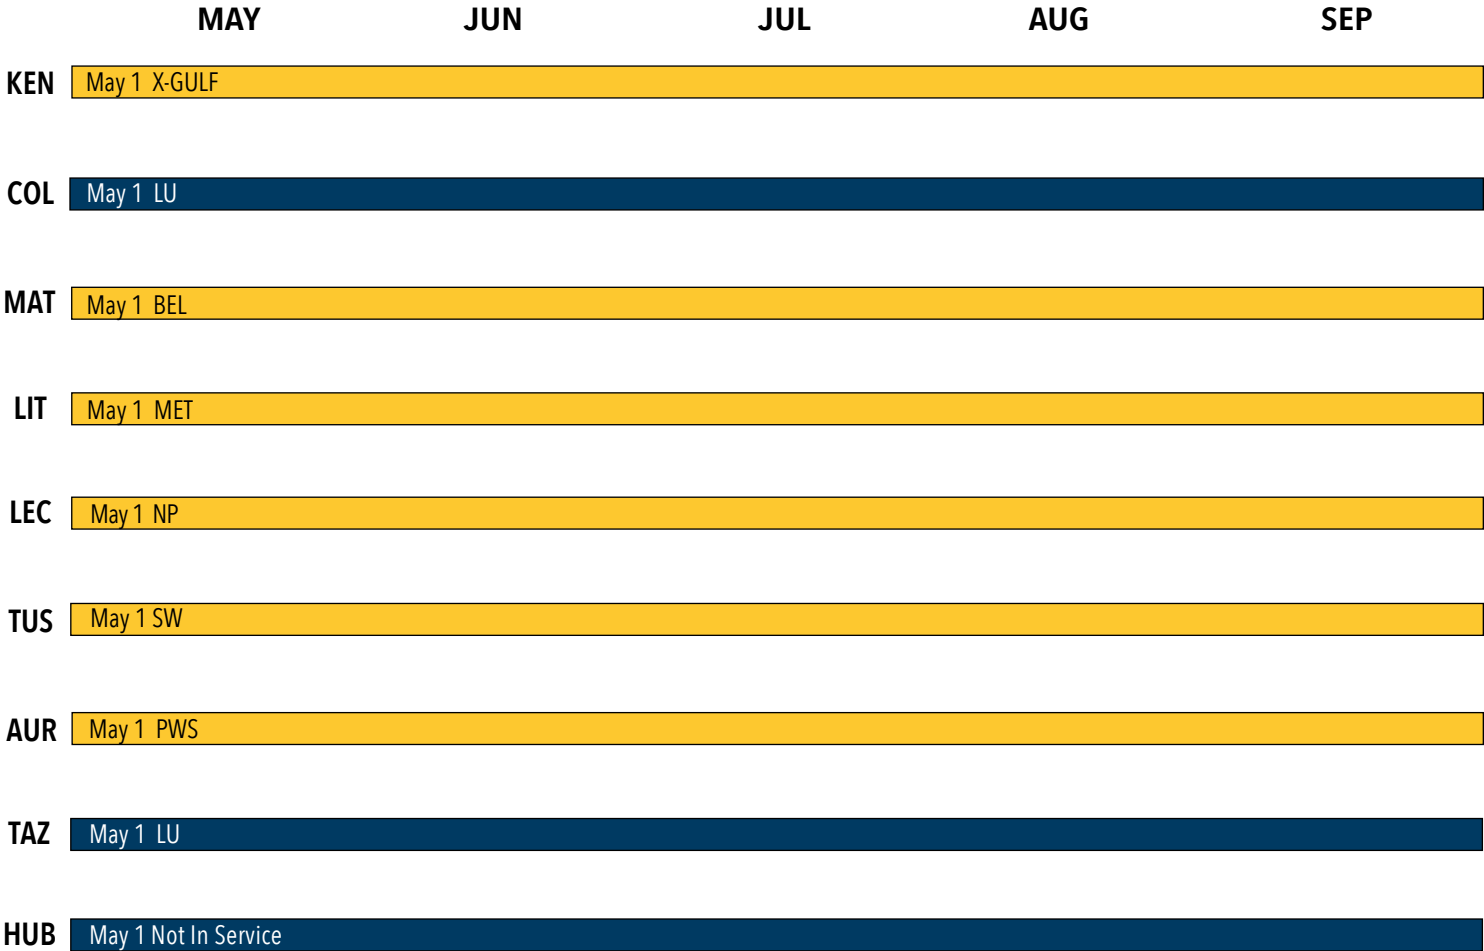 MAY JUN JUL AUG SEP
KEN May 1 X-GULF
COL May 1 LU
MAT May 1 BEL
LIT May 1 MET
LEC May 1 NP
TUS May 1 SW
AUR May 1 PWS
TAZ May 1 LU
HUB May 1 Not In Service